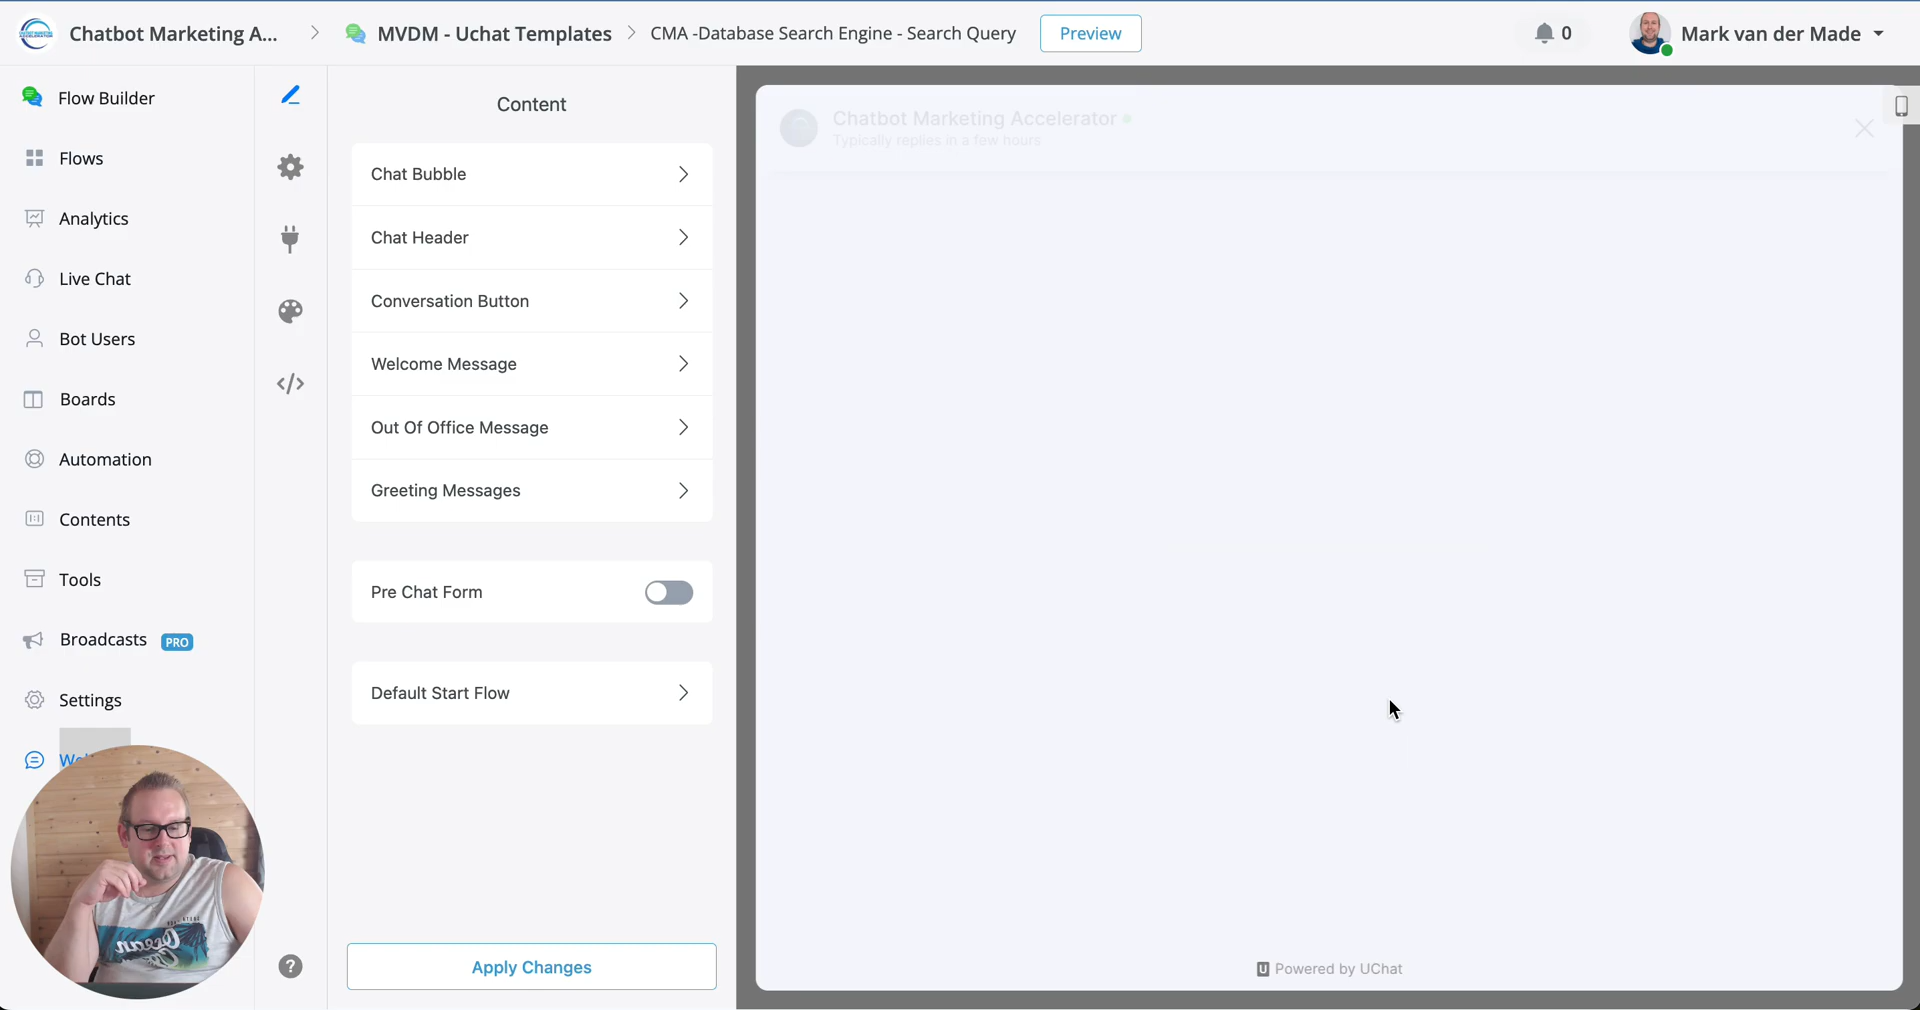 Chatbot Marketing A...
MVDM - Uchat Templates
CMA -Database Search Engine - Search Query
Preview
0
Mark van der Made
Flow Builder
Flows
Analytics
Live Chat
Bot Users
Boards
Automation
Contents
Tools
Broadcasts PRO
Settings
Content
Chat Bubble
Chat Header
Conversation Button
Welcome Message
Out Of Office Message
Greeting Messages
Pre Chat Form
Default Start Flow
Apply Changes
Chatbot Marketing Accelerator
Typically replies in a few hours
Powered by UChat